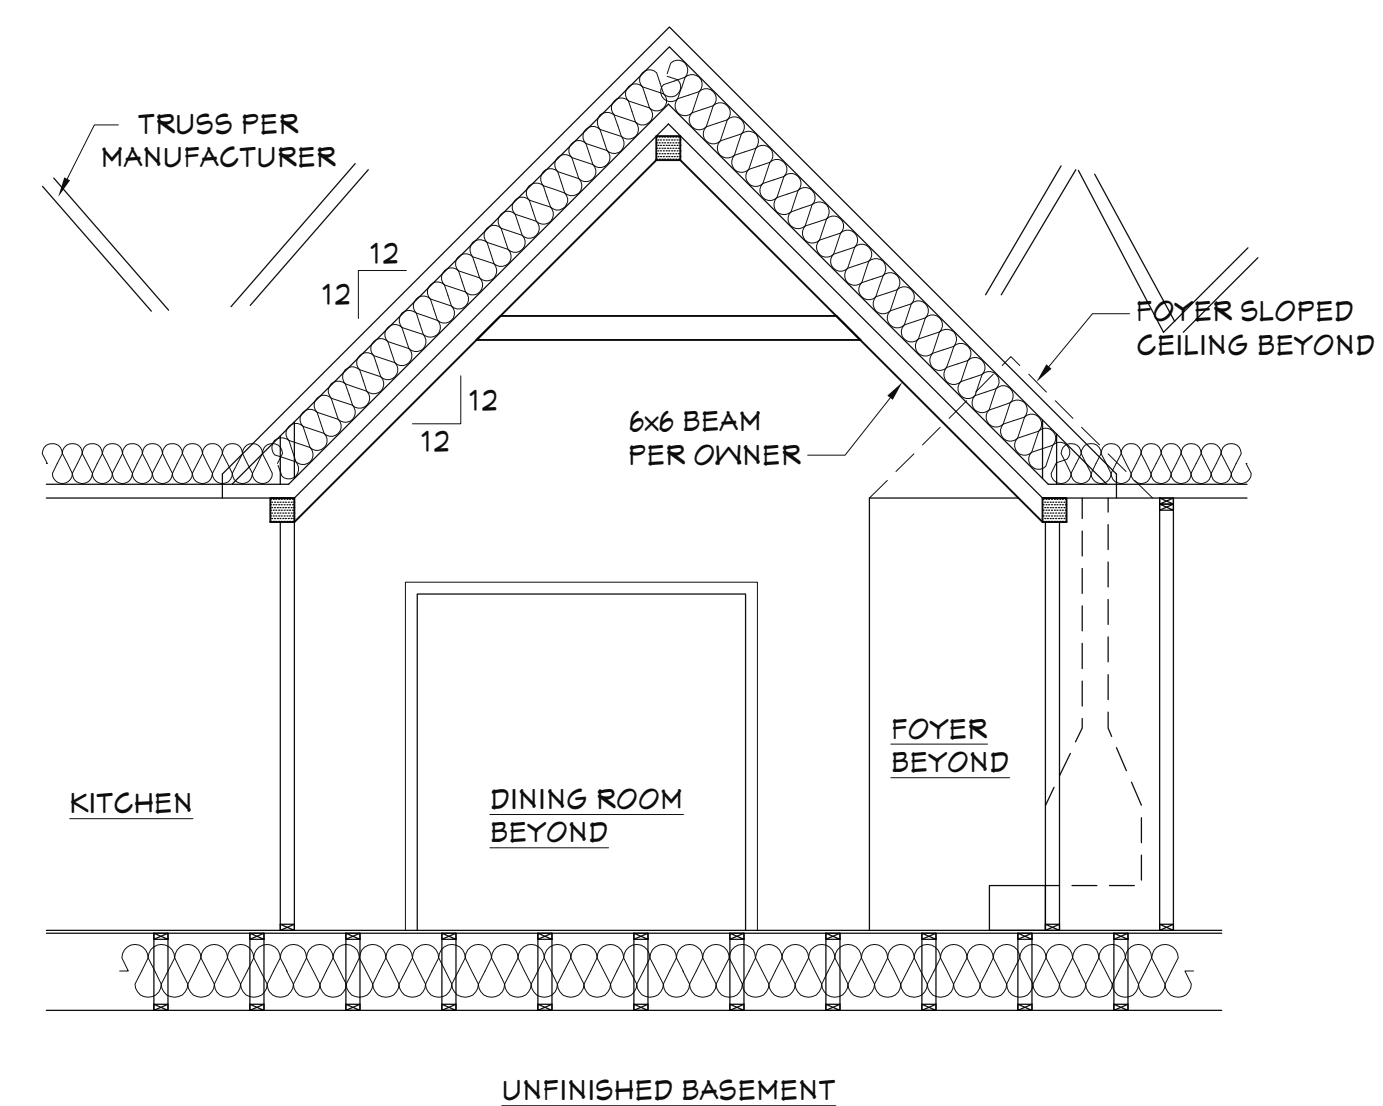 TRUSS PER
MANUFACTURER
12
12
FOYER SLOPED
CEILING BEYOND
12
12
6x6 BEAM
PER OWNER
FOYER
BEYOND
KITCHEN
DINING ROOM
BEYOND
UNFINISHED BASEMENT